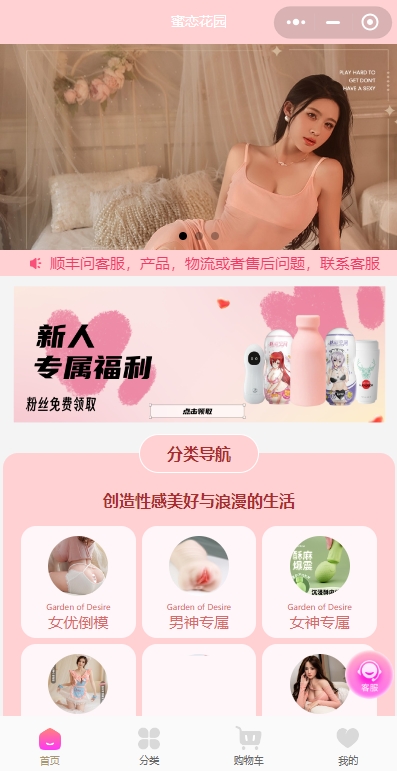 蜜恋花园
PLAY HARD TO
GET DON'T
HAVE A SEXY
顺丰问客服，产品，物流或者售后问题，联系客服
新人
专属福利
粉丝免费领取
点击领取
分类导航
创造性感美好与浪漫的生活
酥麻
爆震
Garden of Desire
女优倒模
Garden of Desire
男神专属
Garden of Desire
女神专属
客服
首页
分类
购物车
我的